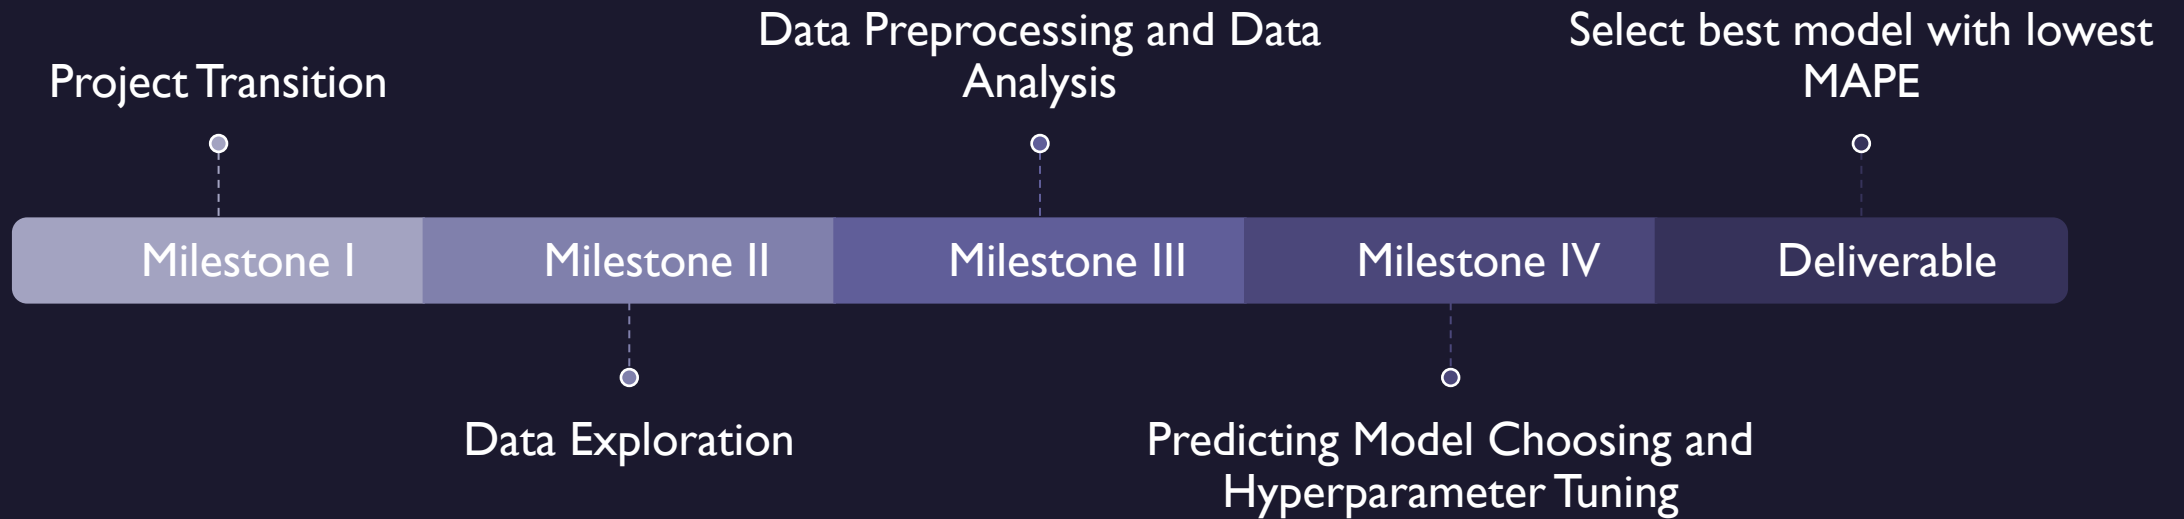 Project Transition
Data Preprocessing and Data
Analysis
Select best model with lowest
MAPE
Milestone I
Milestone II
Milestone III
Milestone IV
Deliverable
Data Exploration
Predicting Model Choosing and
Hyperparameter Tuning